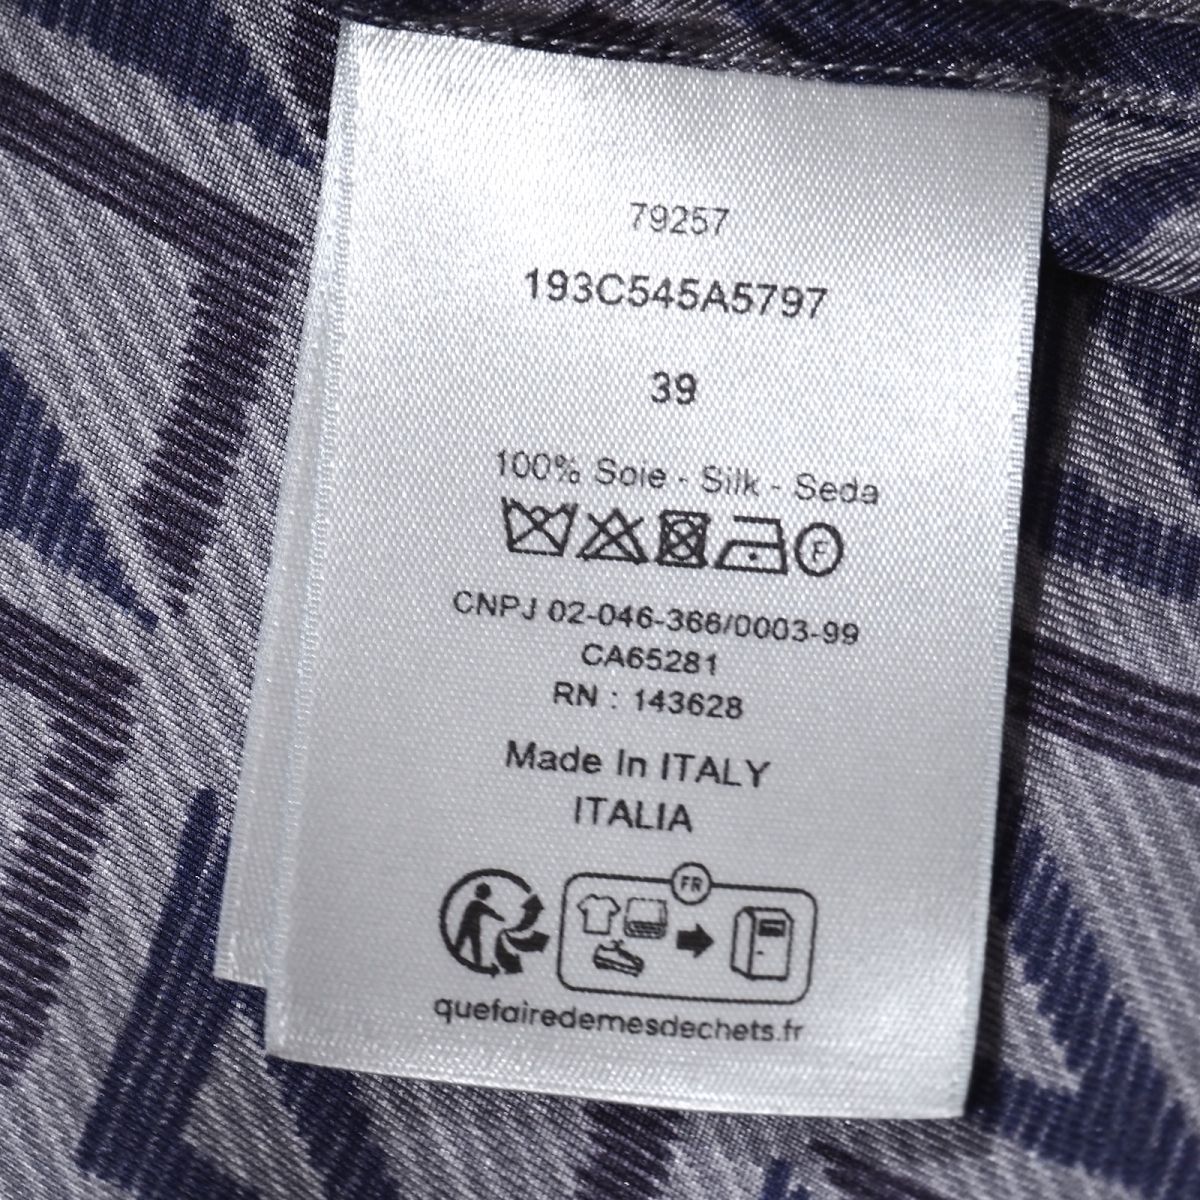 79257
193C545A5797
39
100% Soie - Silk - Seda
F
CNPJ 02-046-366/0003-99
CA65281
RN : 143628
Made In ITALY
ITALIA
FR
quefairedemesdechets.fr